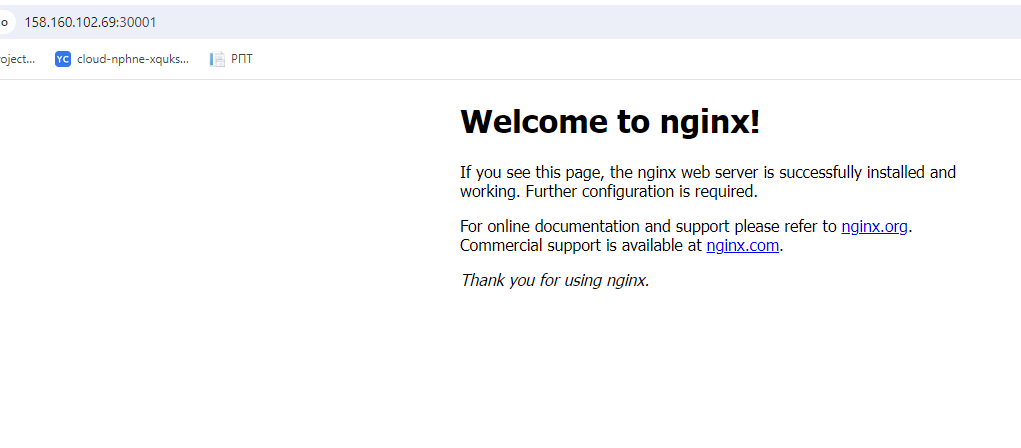 158.160.102.69:30001
oject... YC cloud-nphne-xquks... РПТ
Welcome to nginx!
If you see this page, the nginx web server is successfully installed and
working. Further configuration is required.
For online documentation and support please refer to nginx.org.
Commercial support is available at nginx.com.
Thank you for using nginx.